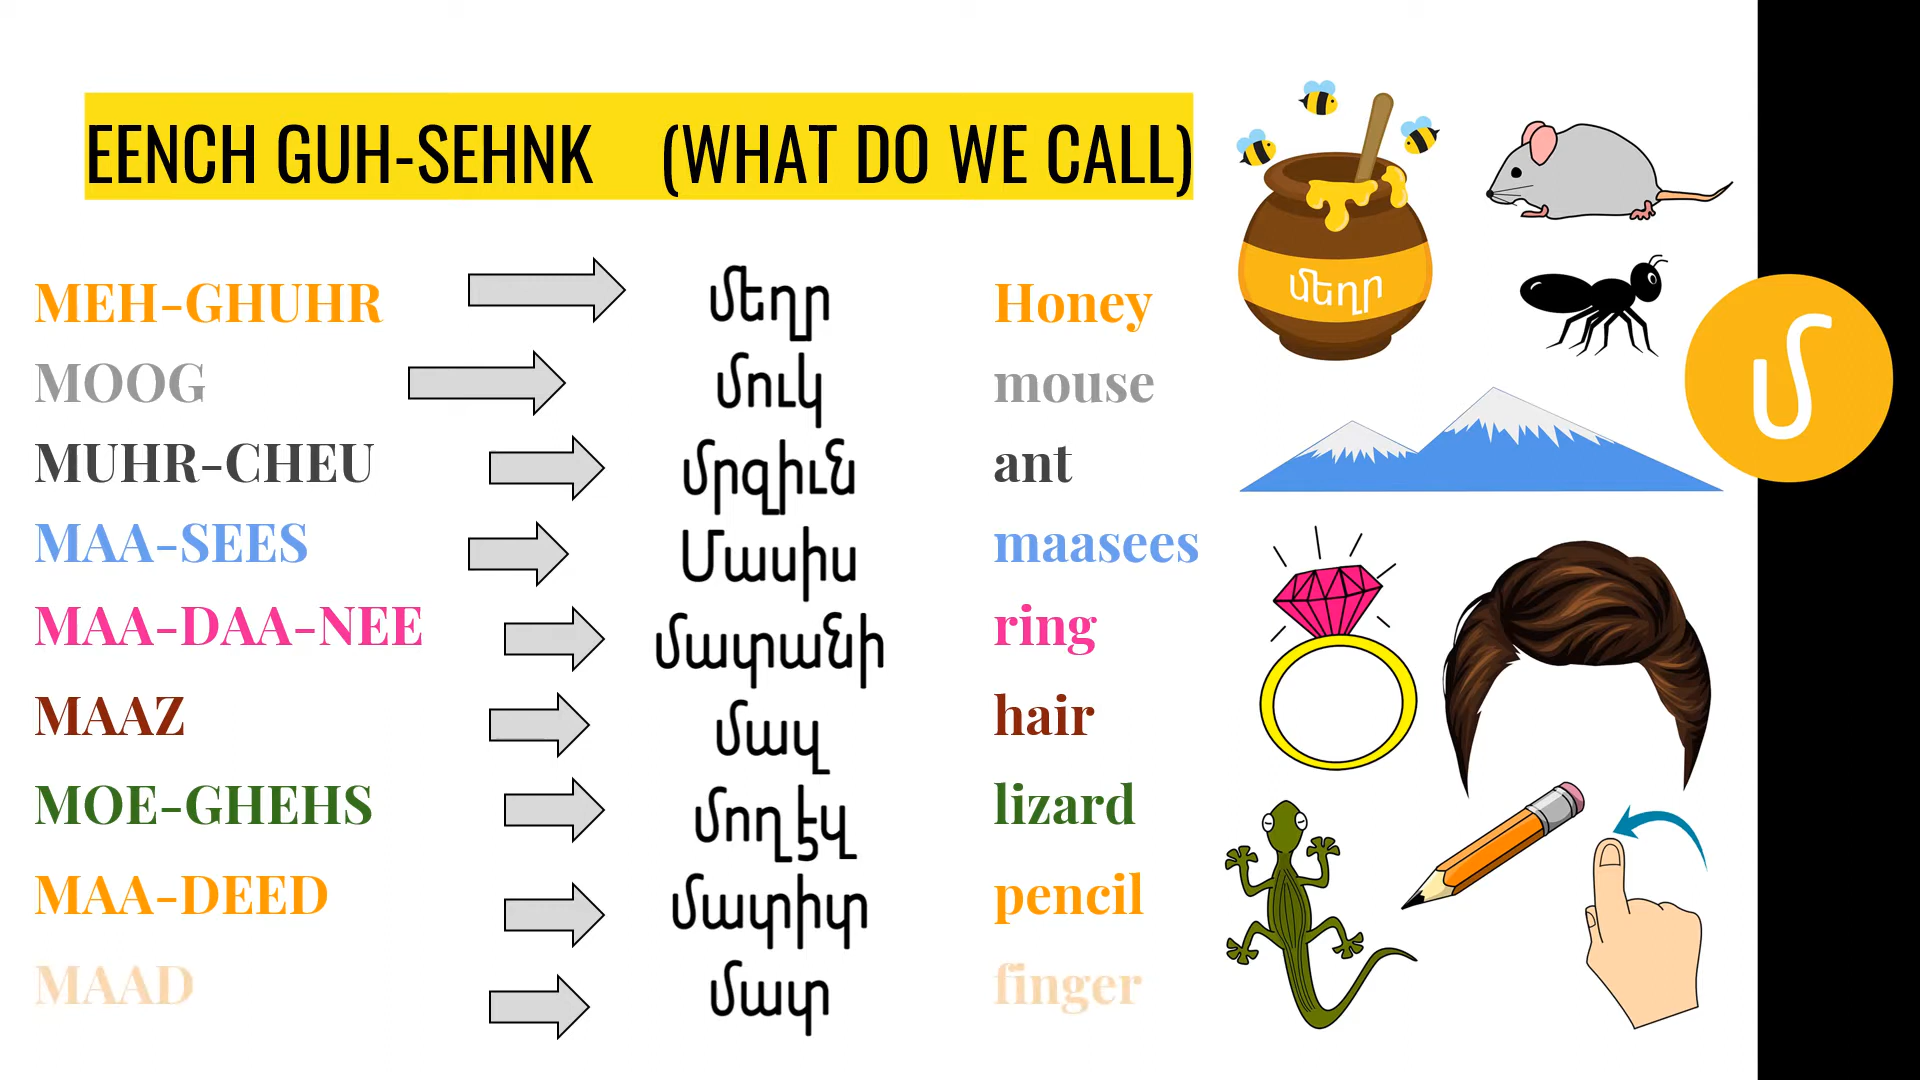 EENCH GUH-SEHNK (WHAT DO WE CALL)
MEH-GHUHR մեղր Honey
MOOG մուկ mouse
MUHR-CHEU մրզիւն ant
MAA-SEES Մասիս maasees
MAA-DAA-NEE մատանի ring
MAAZ մազ hair
MOE-GHEHS մողէզ lizard
MAA-DEED մատիտ pencil
MAAD մատ finger
մեղր
մ